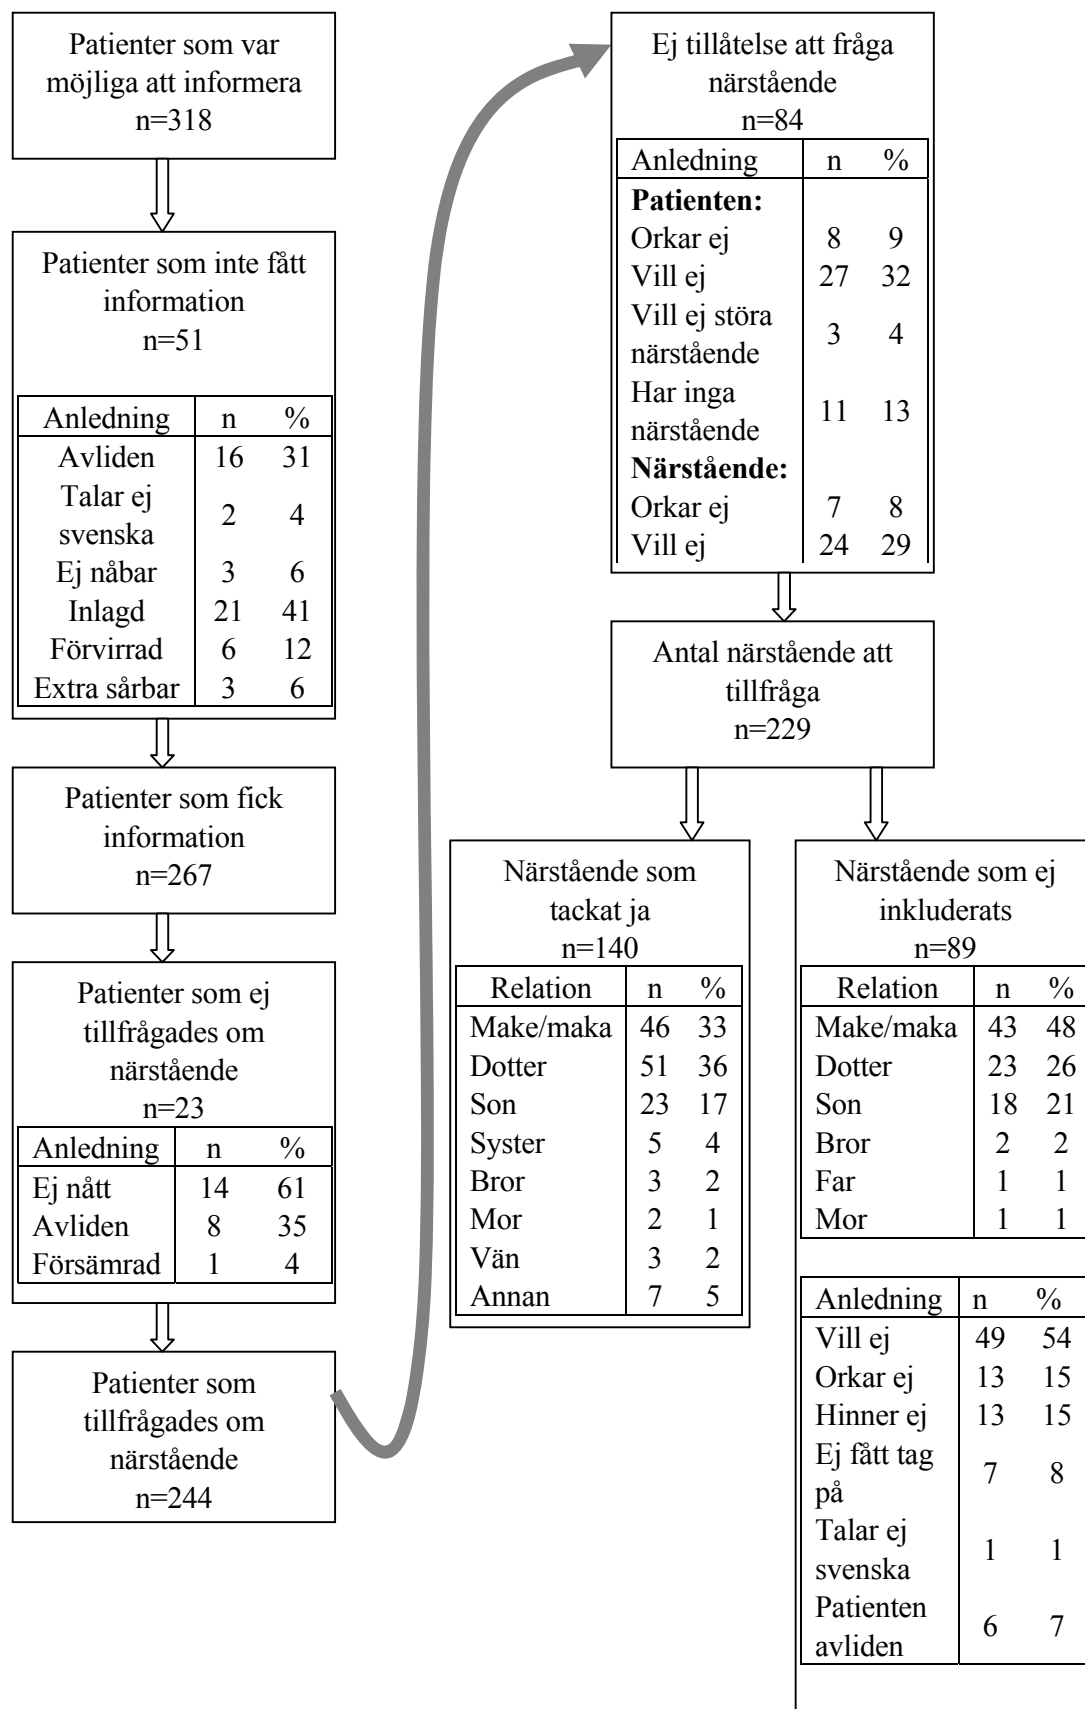 Patienter som var
möjliga att informera
n=318
Patienter som inte fått
information
n=51
Anledning n %
Avliden 16 31
Talar ej
svenska 2 4
Ej nåbar 3 6
Inlagd 21 41
Förvirrad 6 12
Extra sårbar 3 6
Patienter som fick
information
n=267
Patienter som ej
tillfrågades om
närstående
n=23
Anledning n %
Ej nått 14 61
Avliden 8 35
Försämrad 1 4
Patienter som
tillfrågades om
närstående
n=244
Ej tillåtelse att fråga
närstående
n=84
Anledning n %
Patienten:
Orkar ej 8 9
Vill ej 27 32
Vill ej störa
närstående 3 4
Har inga
närstående 11 13
Närstående:
Orkar ej 7 8
Vill ej 24 29
Antal närstående att
tillfråga
n=229
Närstående som
tackat ja
n=140
Relation n %
Make/maka 46 33
Dotter 51 36
Son 23 17
Syster 5 4
Bror 3 2
Mor 2 1
Vän 3 2
Annan 7 5
Närstående som ej
inkluderats
n=89
Relation n %
Make/maka 43 48
Dotter 23 26
Son 18 21
Bror 2 2
Far 1 1
Mor 1 1
Anledning n %
Vill ej 49 54
Orkar ej 13 15
Hinner ej 13 15
Ej fått tag
på 7 8
Talar ej
svenska 1 1
Patienten
avliden 6 7